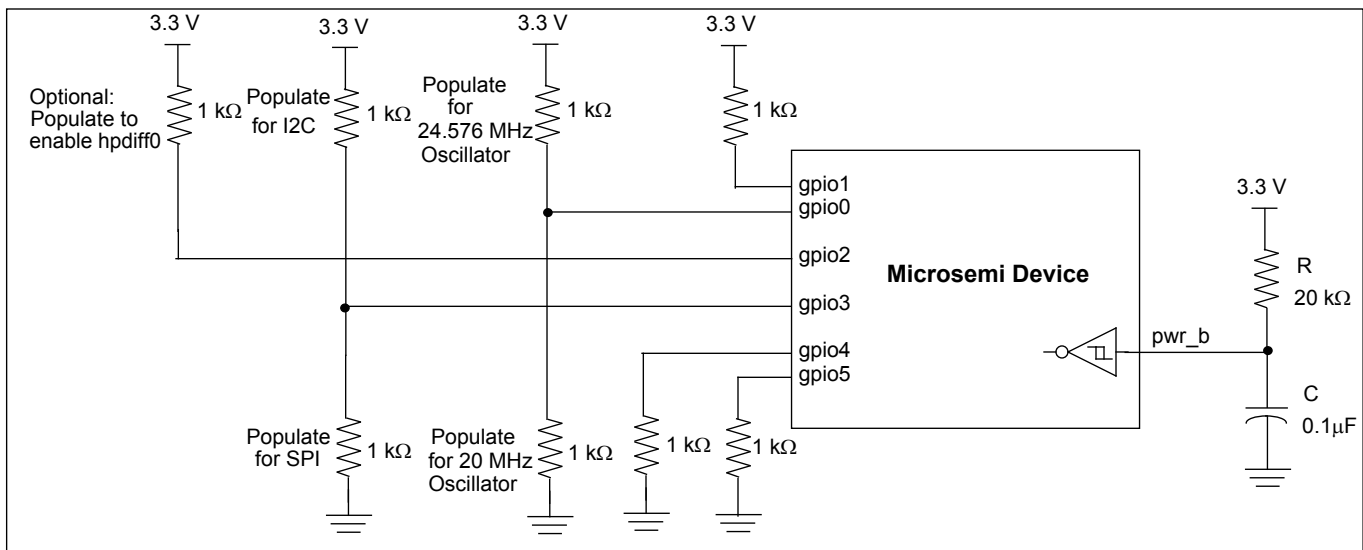 3.3 V
3.3 V
3.3 V
3.3 V
Optional:
Populate to
enable hpdiff0
1 kΩ
Populate
for I2C
1 kΩ
Populate
for
24.576 MHz
Oscillator
1 kΩ
1 kΩ
gpio1
gpio0
gpio2
gpio3
gpio4
gpio5
Microsemi Device
pwr_b
3.3 V
R
20 kΩ
C
0.1μF
Populate
for SPI
1 kΩ
Populate
for 20 MHz
Oscillator
1 kΩ
1 kΩ
1 kΩ